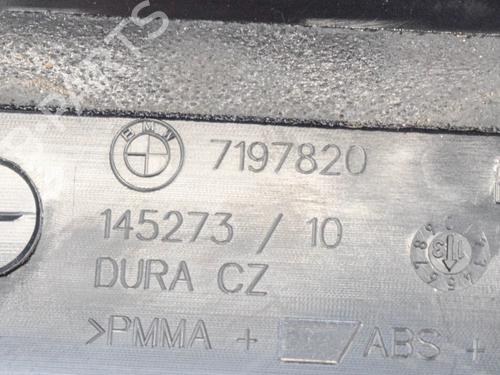 BMW 7197820
145273 / 10
DURA CZ
>PMMA + /ABS +